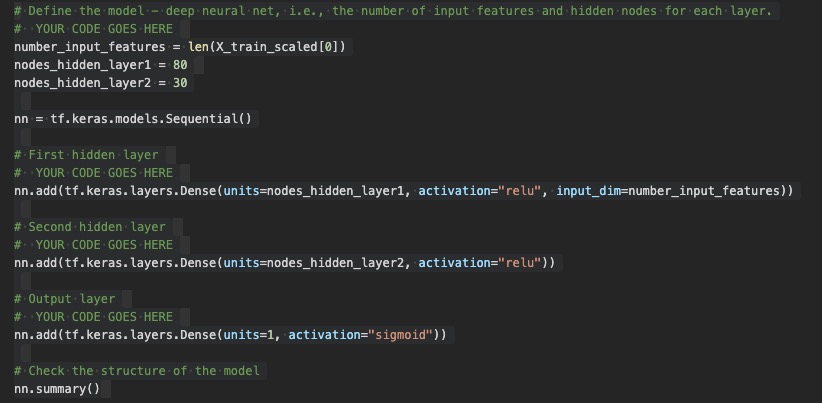 # Define the model - deep neural net, i.e., the number of input features and hidden nodes for each layer.
#  YOUR CODE GOES HERE
number_input_features = len(X_train_scaled[0])
nodes_hidden_layer1 = 80
nodes_hidden_layer2 = 30
nn = tf.keras.models.Sequential()
# First hidden layer
#  YOUR CODE GOES HERE
nn.add(tf.keras.layers.Dense(units=nodes_hidden_layer1, activation="relu", input_dim=number_input_features))
# Second hidden layer
#  YOUR CODE GOES HERE
nn.add(tf.keras.layers.Dense(units=nodes_hidden_layer2, activation="relu"))
# Output layer
#  YOUR CODE GOES HERE
nn.add(tf.keras.layers.Dense(units=1, activation="sigmoid"))
# Check the structure of the model
nn.summary()